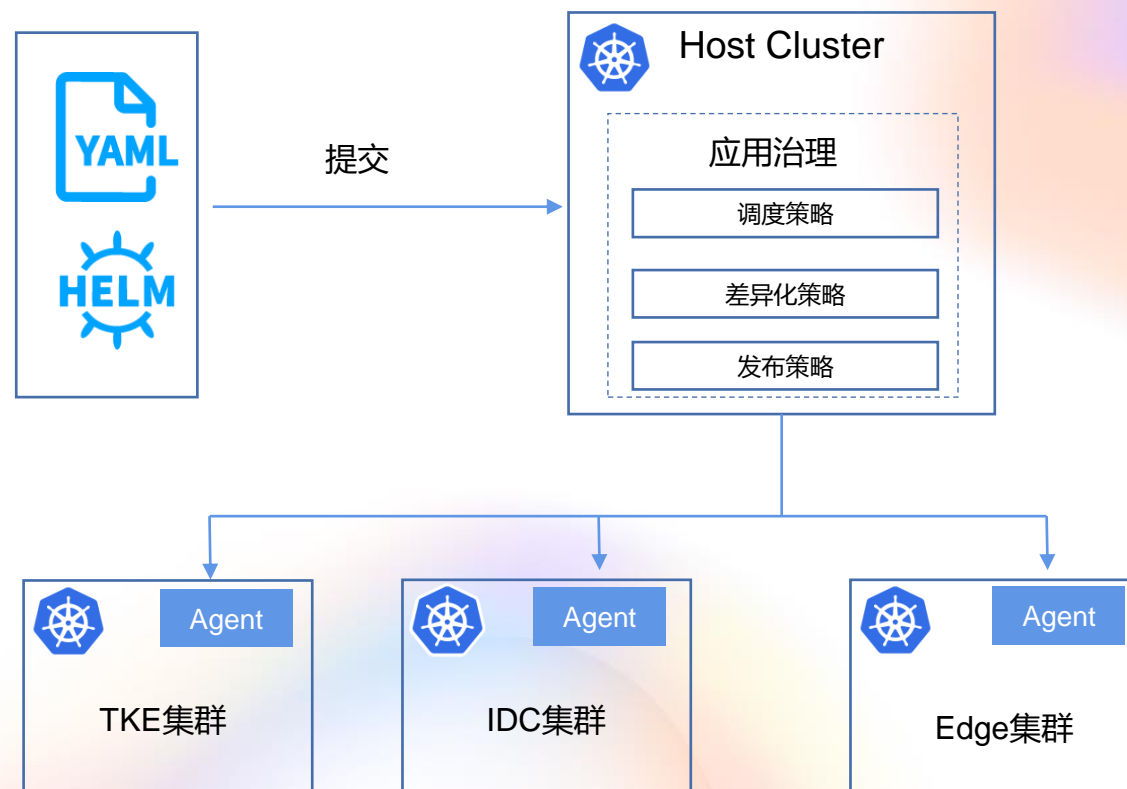 YAML
HELM
提交
Host Cluster
应用治理
调度策略
差异化策略
发布策略
Agent
TKE集群
Agent
IDC集群
Agent
Edge集群